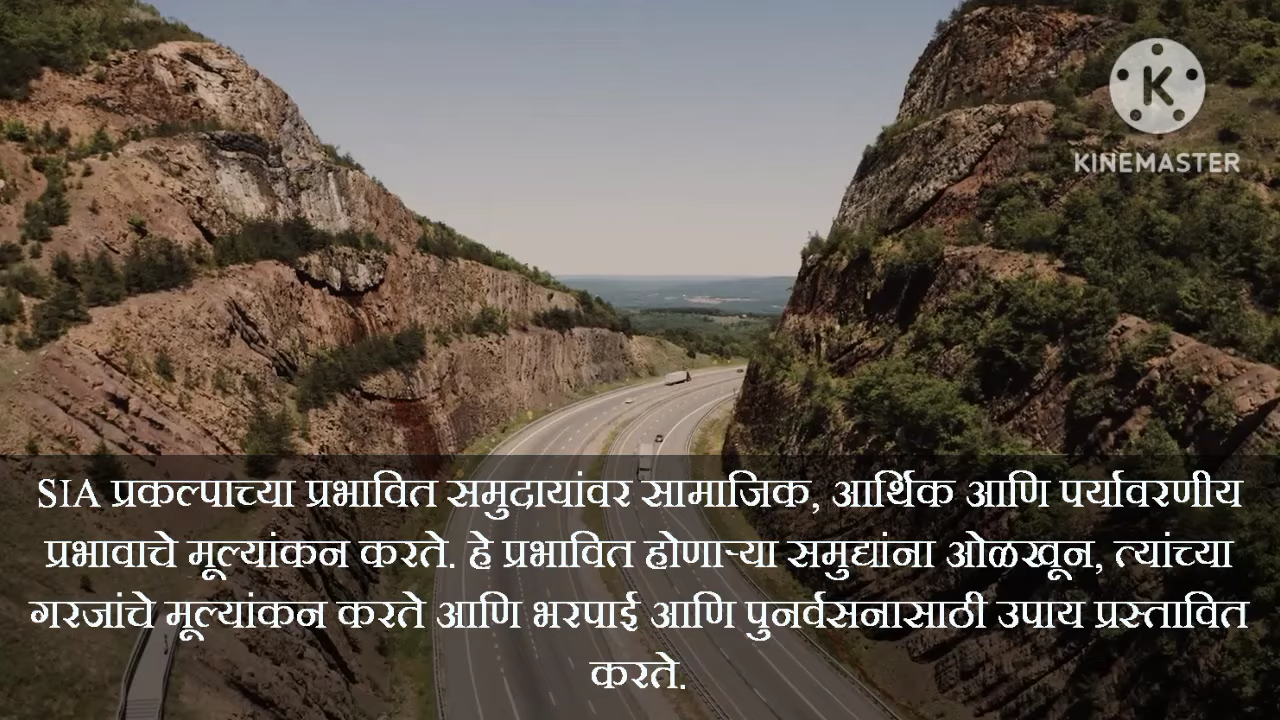 K
KINEMASTER
SIA प्रकल्पाच्या प्रभावित समुदायांवर सामाजिक, आर्थिक आणि पर्यावरणीय
प्रभावाचे मूल्यांकन करते. हे प्रभावित होणाऱ्या समुद्यांना ओळखून, त्यांच्या
गरजांचे मूल्यांकन करते आणि भरपाई आणि पुनर्वसनासाठी उपाय प्रस्तावित
करते.